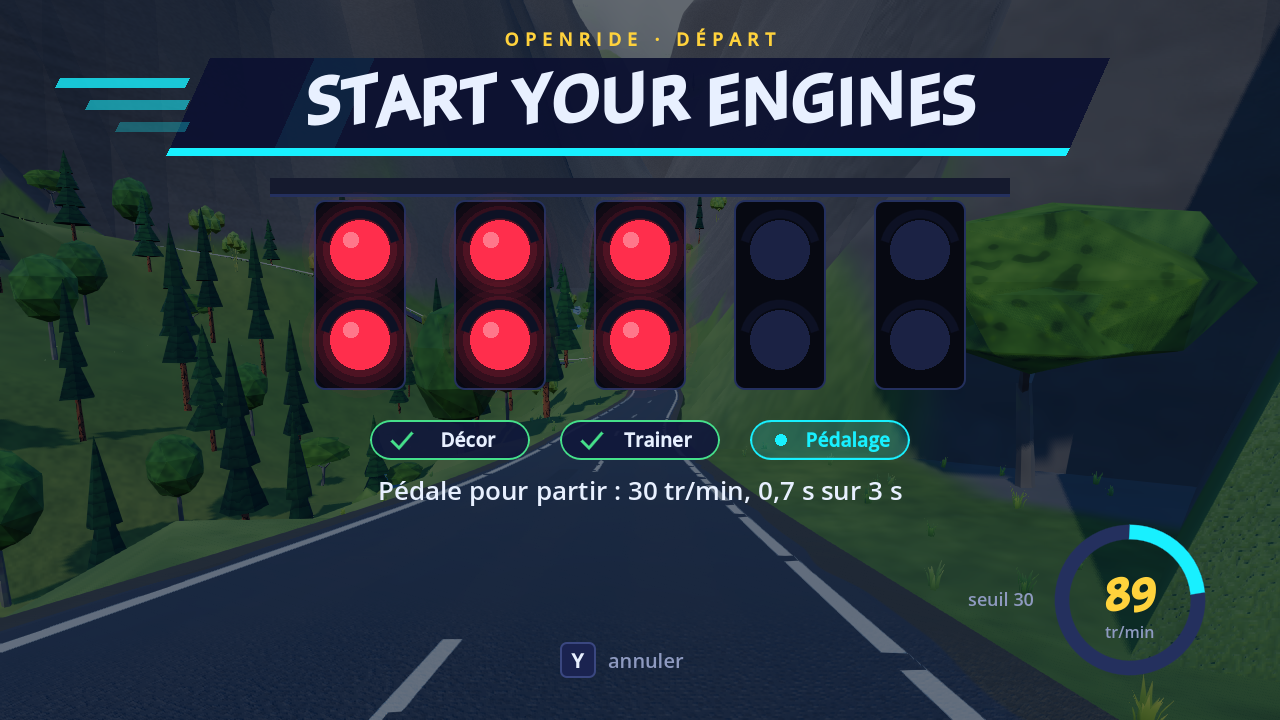 OPENRIDE · DÉPART
START YOUR ENGINES
Décor
Trainer
Pédalage
Pédale pour partir : 30 tr/min, 0,7 s sur 3 s
seuil 30
89
tr/min
Y annuler